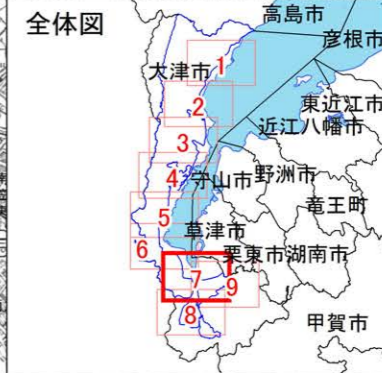 全体図
高島市
彦根市
1
大津市
2
東近江市
近江八幡市
3
4
守山市
野洲市
竜王町
5
草津市
6
栗東市
湖南市
7
9
8
甲賀市